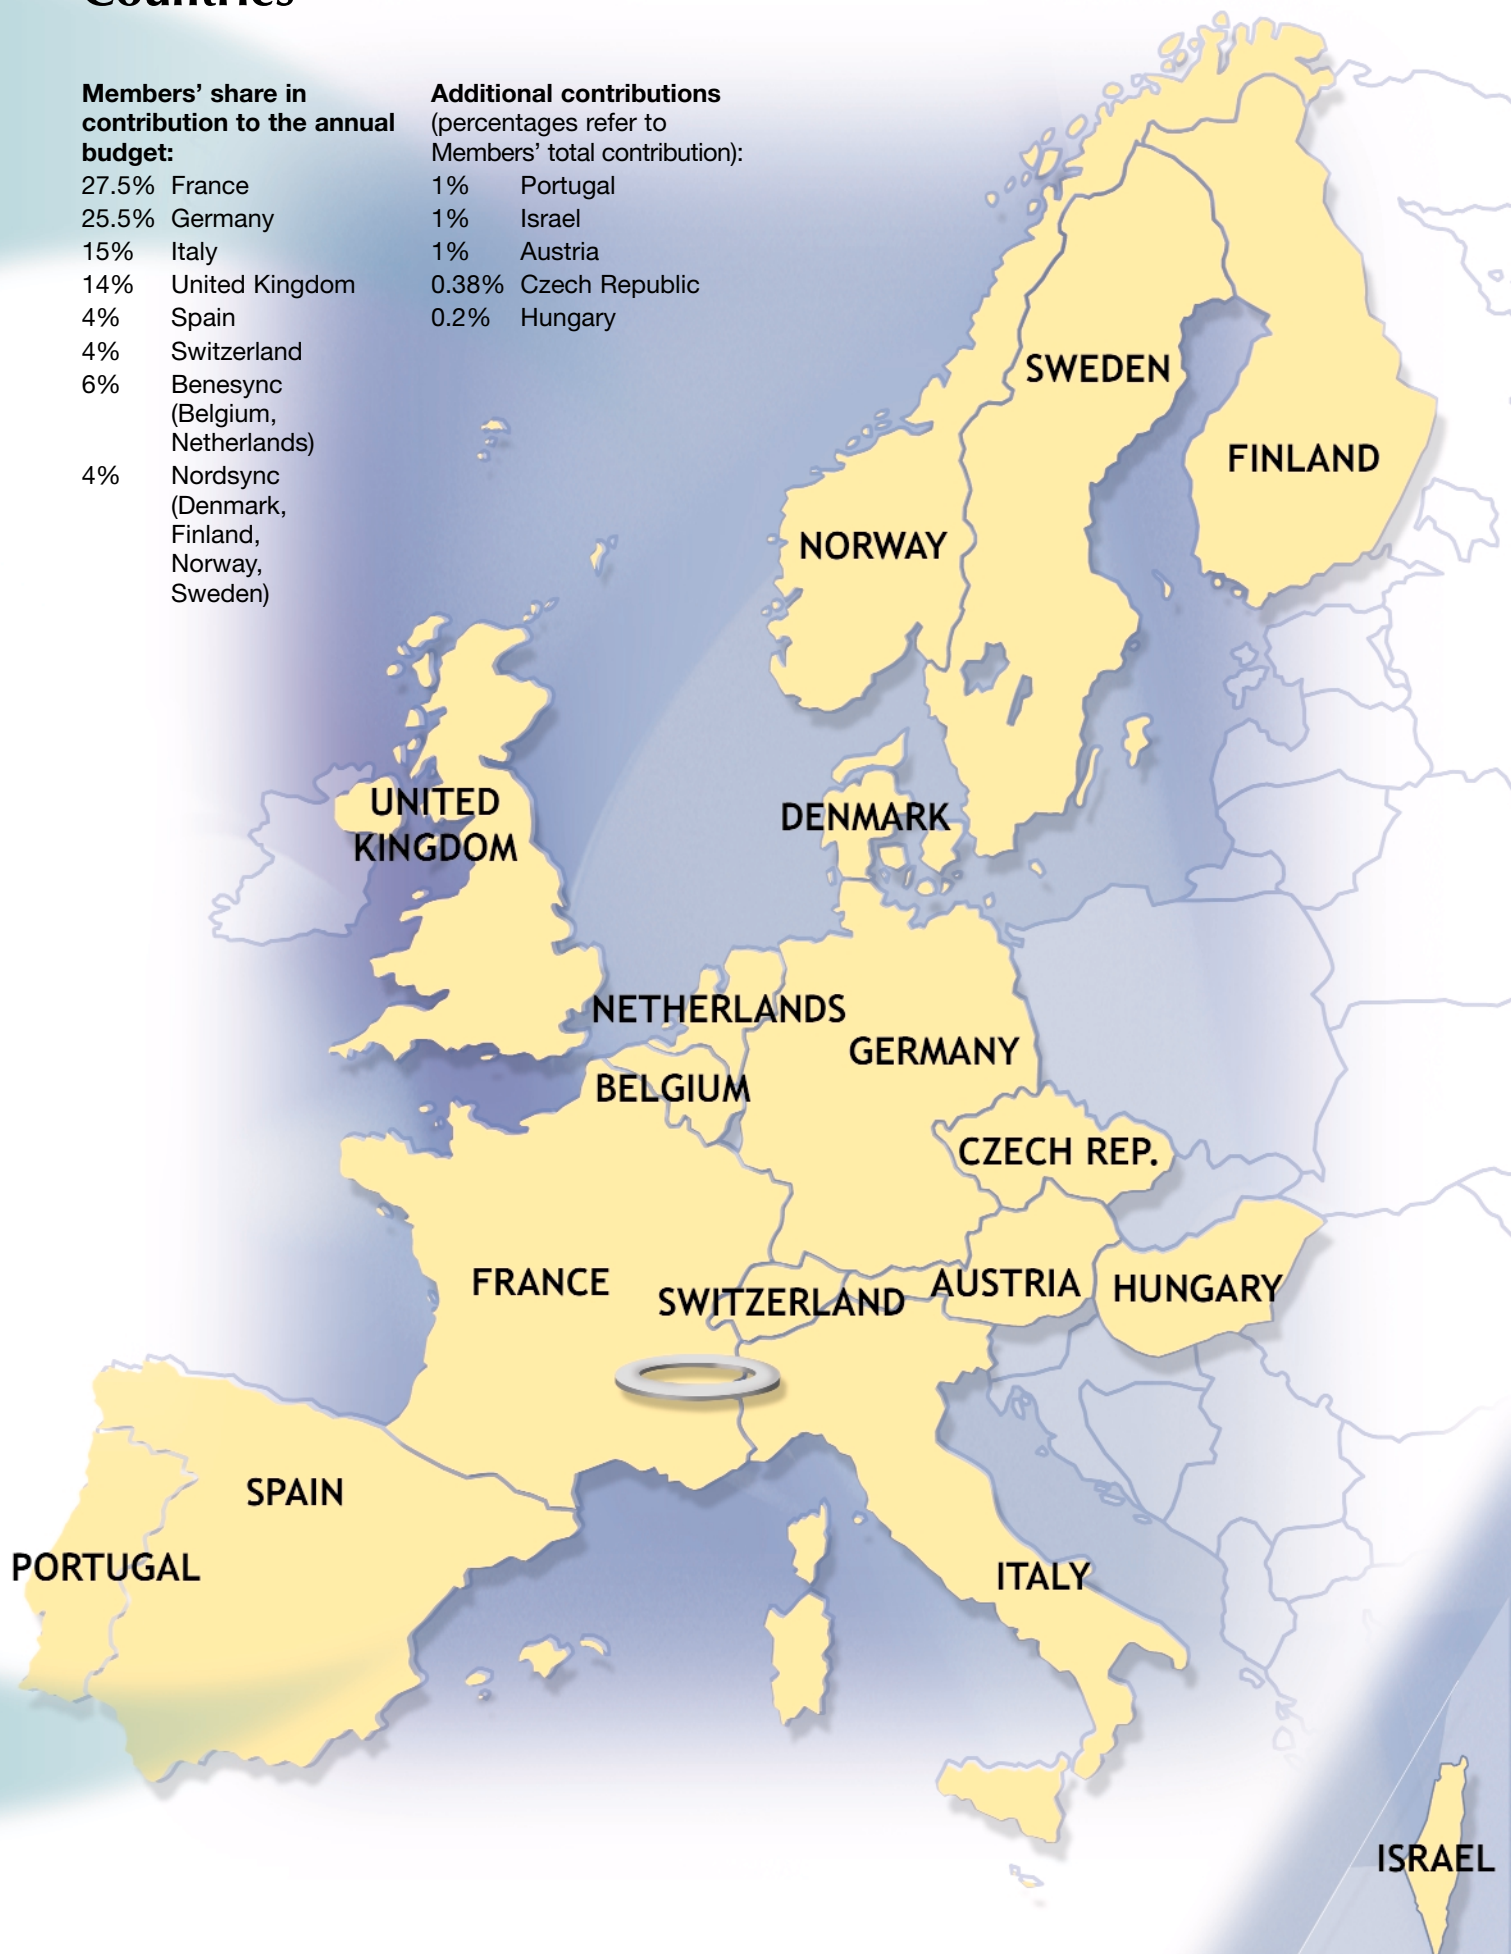 Countries
Members’ share in
contribution to the annual
budget:
27.5% France
25.5% Germany
15% Italy
14% United Kingdom
4% Spain
4% Switzerland
6% Benesync
(Belgium,
Netherlands)
4% Nordsync
(Denmark,
Finland,
Norway,
Sweden)
Additional contributions
(percentages refer to
Members’ total contribution):
1% Portugal
1% Israel
1% Austria
0.38% Czech Republic
0.2% Hungary
SWEDEN
FINLAND
NORWAY
UNITED
KINGDOM
DENMARK
NETHERLANDS
GERMANY
BELGIUM
CZECH REP.
FRANCE
SWITZERLAND
AUSTRIA
HUNGARY
SPAIN
PORTUGAL
ITALY
ISRAEL